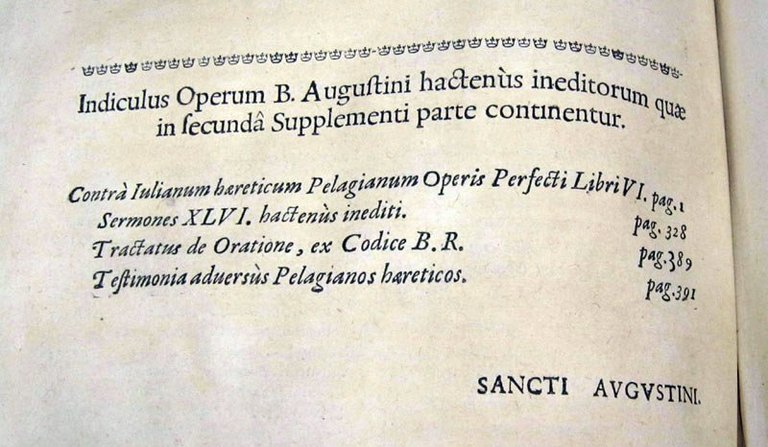 Indiculus Operum B. Auguſtini hactenùs ineditorum quæ
in ſecundâ Supplementi parte continentur.
Contrà Iulianum hæreticum Pelagianum Operis Perfecti Libri VI. pag.1
Sermones XLVI. hactenùs inediti. pag. 328
Tractatus de Oratione, ex Codice B. R. pag.389
Teſtimonia adversùs Pelagianos hæreticos. pag.391
SANCTI AVGVSTINI.